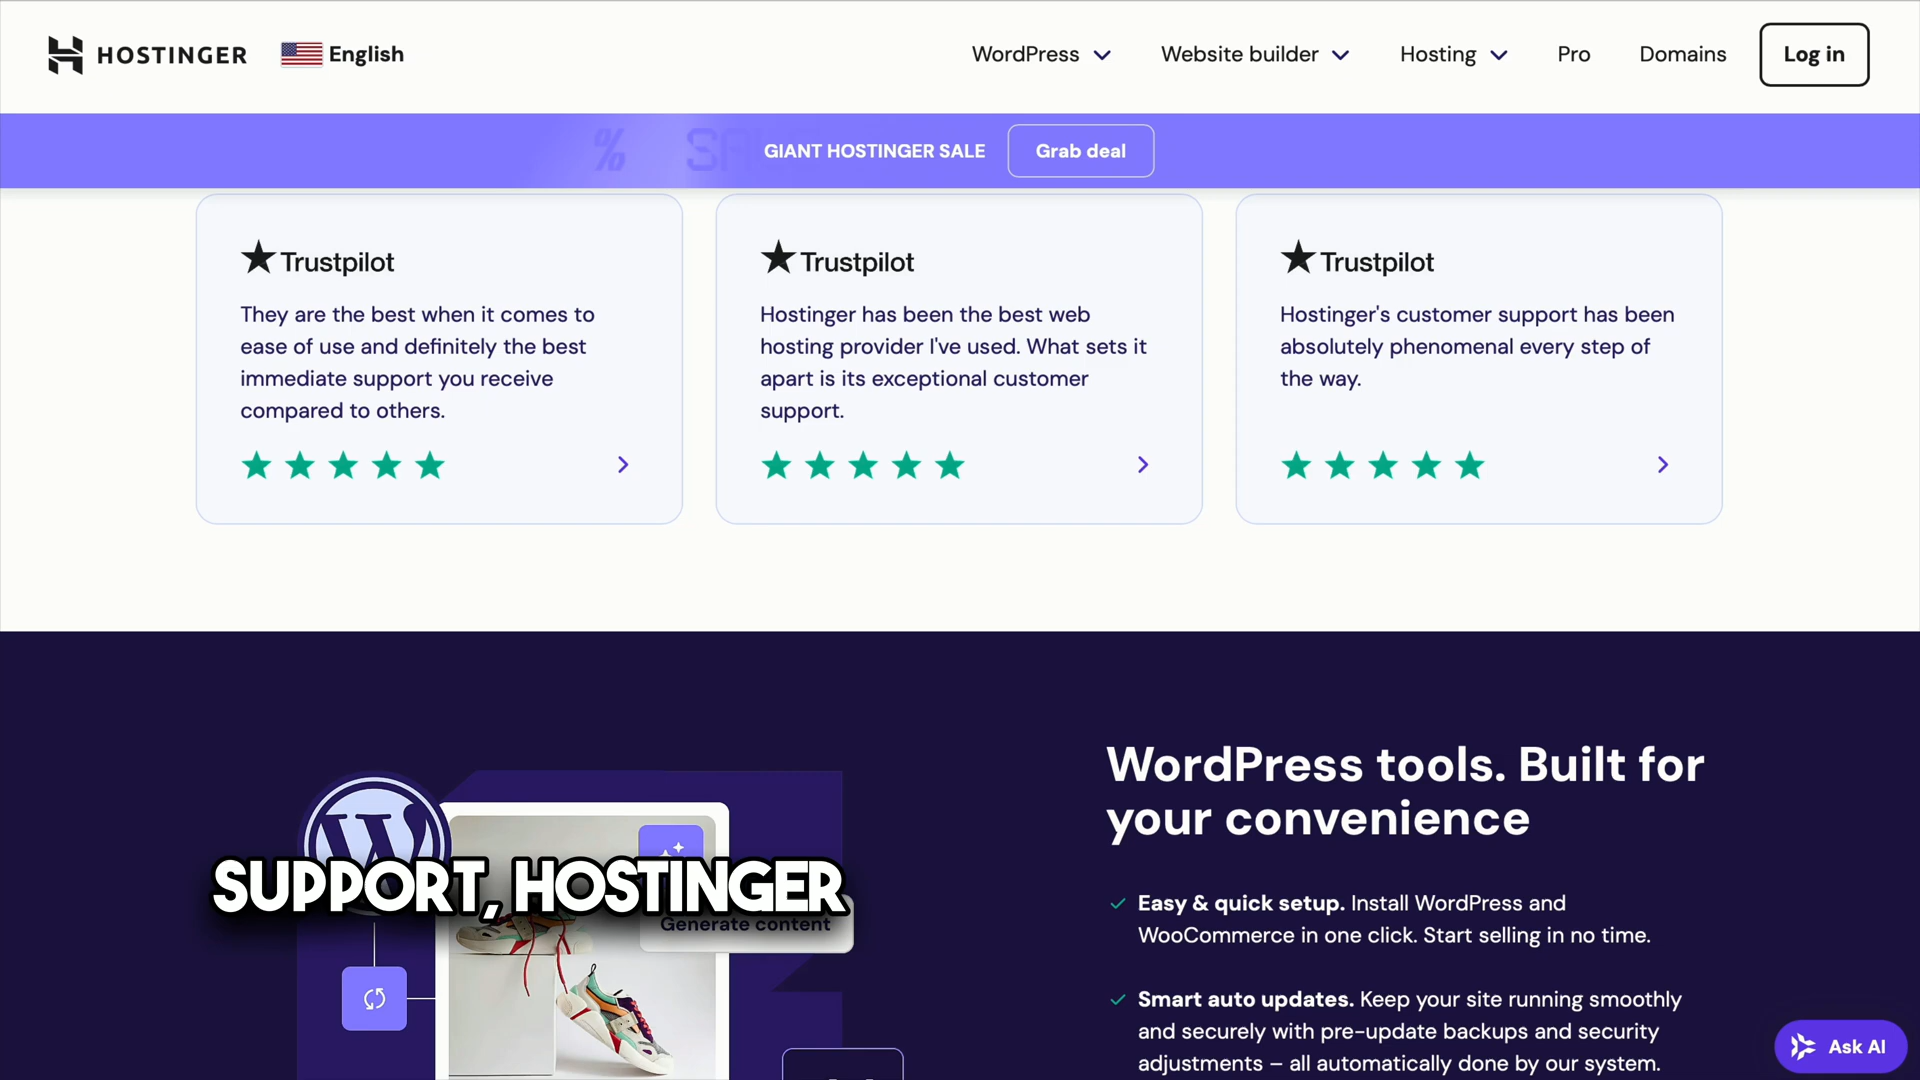 HOSTINGER
English
WordPress
Website builder
Hosting
Pro
Domains
Log in
% SA
GIANT HOSTINGER SALE
Grab deal
Trustpilot
They are the best when it comes to
ease of use and definitely the best
immediate support you receive
compared to others.
Trustpilot
Hostinger has been the best web
hosting provider I've used. What sets it
apart is its exceptional customer
support.
Trustpilot
Hostinger's customer support has been
absolutely phenomenal every step of
the way.
WordPress tools. Built for
your convenience
SUPPORT, HOSTINGER
Generate content
Easy & quick setup. Install WordPress and
WooCommerce in one click. Start selling in no time.
Smart auto updates. Keep your site running smoothly
and securely with pre-update backups and security
adjustments – all automatically done by our system.
Ask AI